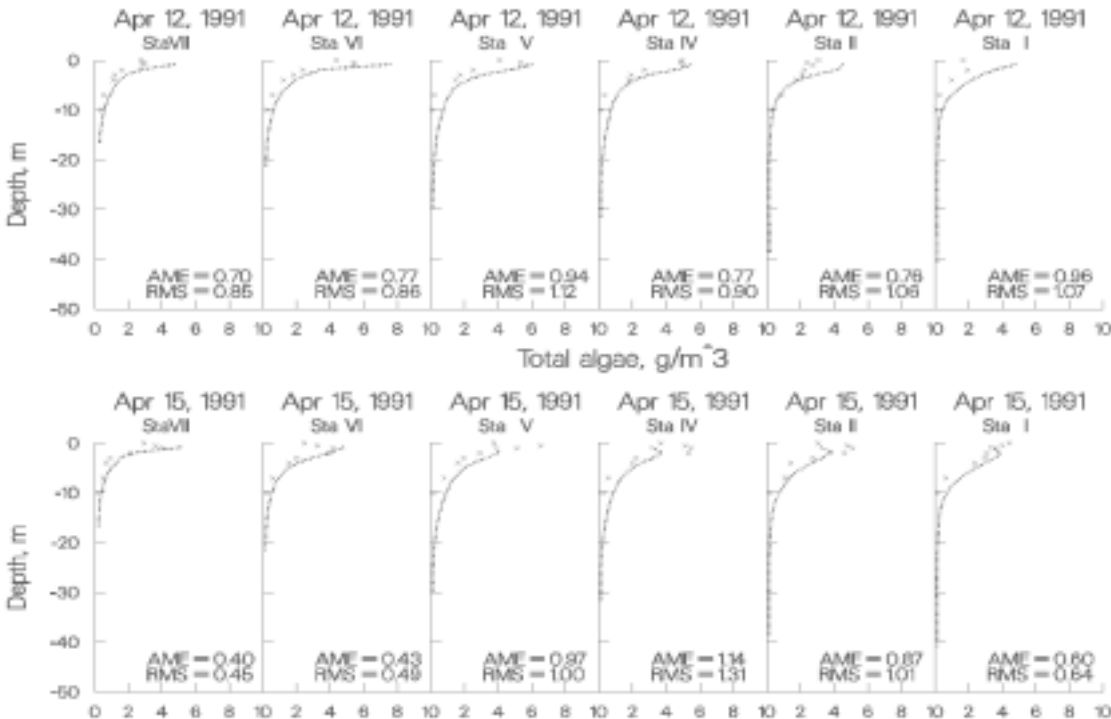 Apr 12, 1991 Apr 12, 1991 Apr 12, 1991 Apr 12, 1991 Apr 12, 1991 Apr 12, 1991
Sta VII Sta VI Sta V Sta IV Sta II Sta I
0
-10
-20
-30
-40
-50
Depth, m
AME = 0.70 AME = 0.77 AME = 0.94 AME = 0.77 AME = 0.76 AME = 0.96
RMS = 0.85 RMS = 0.86 RMS = 1.12 RMS = 0.90 RMS = 1.06 RMS = 1.07
0 2 4 6 8 10 2 4 6 8 10 2 4 6 8 10 2 4 6 8 10 2 4 6 8 10 2 4 6 8 10
Total algae, g/m^3
Apr 15, 1991 Apr 15, 1991 Apr 15, 1991 Apr 15, 1991 Apr 15, 1991 Apr 15, 1991
Sta VII Sta VI Sta V Sta IV Sta II Sta I
0
-10
-20
-30
-40
-50
Depth, m
AME = 0.40 AME = 0.43 AME = 0.97 AME = 1.14 AME = 0.87 AME = 0.60
RMS = 0.45 RMS = 0.49 RMS = 1.00 RMS = 1.31 RMS = 1.01 RMS = 0.64
0 2 4 6 8 10 2 4 6 8 10 2 4 6 8 10 2 4 6 8 10 2 4 6 8 10 2 4 6 8 10